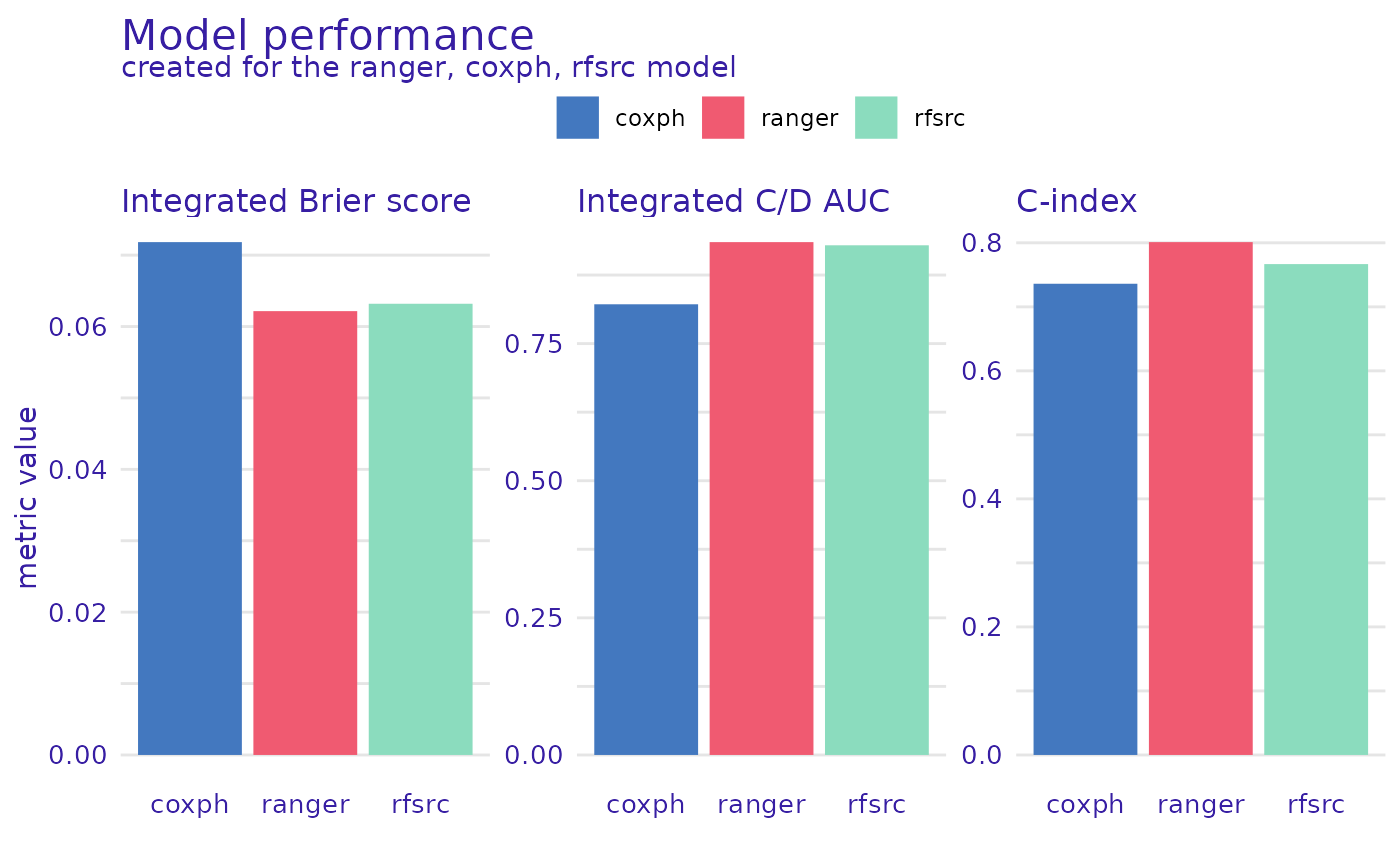 Model performance
created for the ranger, coxph, rfsrc model
coxph ranger rfsrc
Integrated Brier score
Integrated C/D AUC
C-index
metric value
0.06
0.04
0.02
0.00
coxph ranger rfsrc
0.75
0.50
0.25
0.00
coxph ranger rfsrc
0.8
0.6
0.4
0.2
0.0
coxph ranger rfsrc